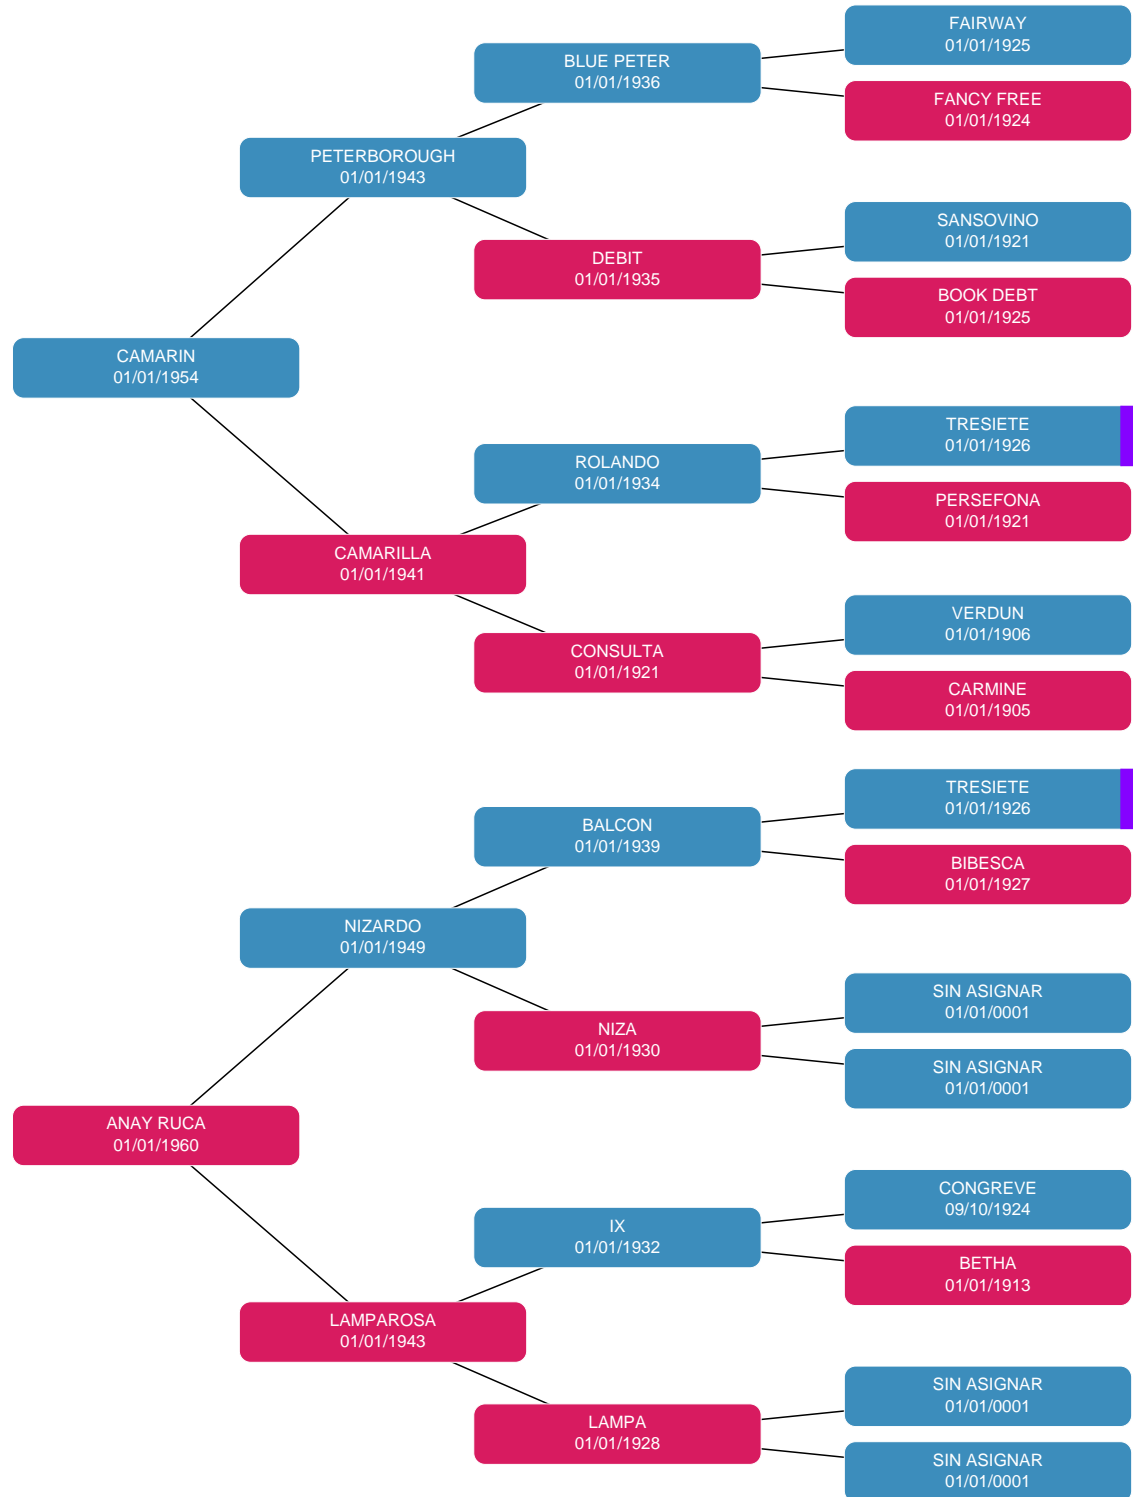 FAIRWAY
01/01/1925
BLUE PETER
01/01/1936
FANCY FREE
01/01/1924
PETERBOROUGH
01/01/1943
SANSOVINO
01/01/1921
DEBIT
01/01/1935
BOOK DEBT
01/01/1925
CAMARIN
01/01/1954
TRESIETE
01/01/1926
ROLANDO
01/01/1934
PERSEFONA
01/01/1921
CAMARILLA
01/01/1941
VERDUN
01/01/1906
CONSULTA
01/01/1921
CARMINE
01/01/1905
TRESIETE
01/01/1926
BALCON
01/01/1939
BIBESCA
01/01/1927
NIZARDO
01/01/1949
SIN ASIGNAR
01/01/0001
NIZA
01/01/1930
SIN ASIGNAR
01/01/0001
ANAY RUCA
01/01/1960
CONGREVE
09/10/1924
IX
01/01/1932
BETHA
01/01/1913
LAMPAROSA
01/01/1943
SIN ASIGNAR
01/01/0001
LAMPA
01/01/1928
SIN ASIGNAR
01/01/0001